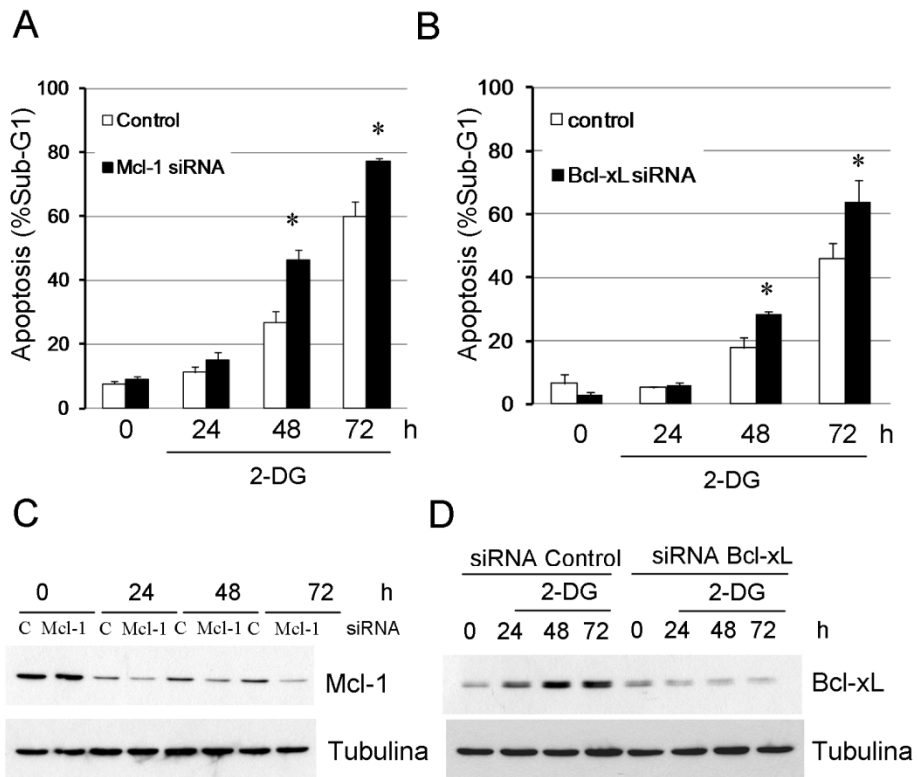 A
Apoptosis (%Sub-G1)
100
80
60
40
20
0
Control
Mcl-1 siRNA
*
*
0 24 48 72 h
2-DG
B
Apoptosis (%Sub-G1)
100
80
60
40
20
0
control
Bcl-xL siRNA
*
*
0 24 48 72 h
2-DG
C
0 24 48 72 h
C Mcl-1 C Mcl-1 C Mcl-1 C Mcl-1 siRNA
Mcl-1
Tubulina
D
siRNA Control siRNA Bcl-xL
2-DG 2-DG
0 24 48 72 0 24 48 72 h
Bcl-xL
Tubulina